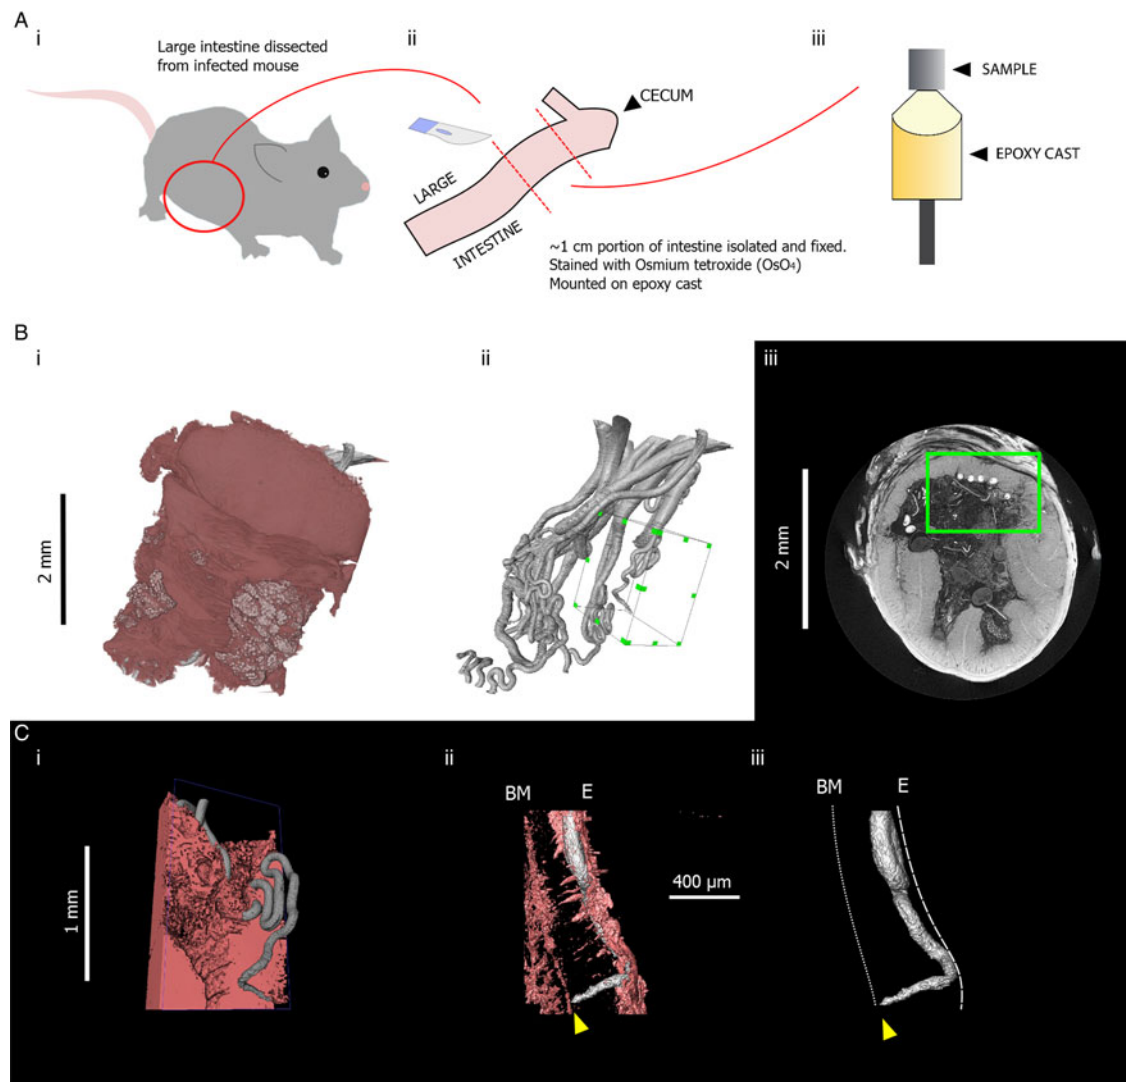 A
i
Large intestine dissected
from infected mouse
ii
CECUM
LARGE
INTESTINE
~1 cm portion of intestine isolated and fixed.
Stained with Osmium tetroxide (OsO₄)
Mounted on epoxy cast
iii
SAMPLE
EPOXY CAST
B
i
2 mm
ii
iii
2 mm
C
i
1 mm
ii
BM
E
400 µm
iii
BM
E